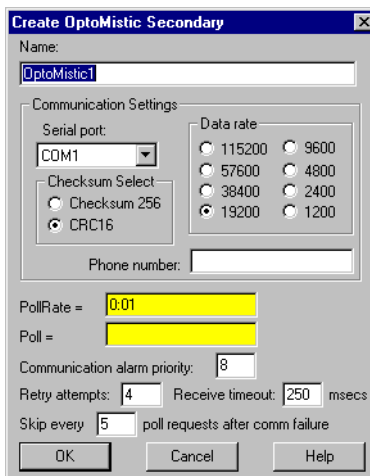 Create OptoMistic Secondary
Name:
OptoMistic1
Communication Settings
Serial port:
COM1
Data rate
115200 9600
57600 4800
38400 2400
19200 1200
Checksum Select
Checksum 256
CRC16
Phone number:
PollRate = 0:01
Poll =
Communication alarm priority: 8
Retry attempts: 4 Receive timeout: 250 msecs
Skip every 5 poll requests after comm failure
OK Cancel Help